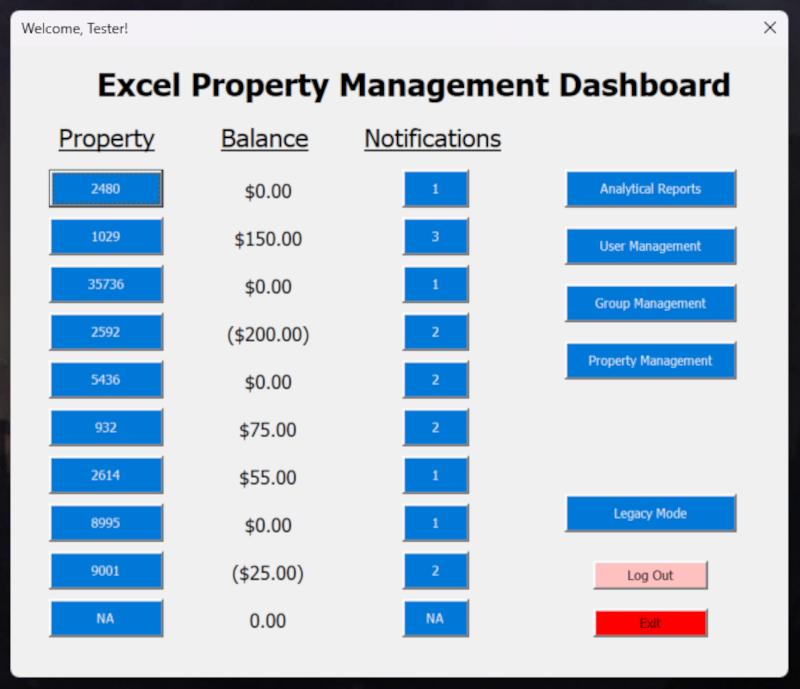 Welcome, Tester!
Excel Property Management Dashboard
Property Balance Notifications
2480 $0.00 1 Analytical Reports
1029 $150.00 3 User Management
35736 $0.00 1 Group Management
2592 ($200.00) 2 Property Management
5436 $0.00 2
932 $75.00 2
2614 $55.00 1
8995 $0.00 1 Legacy Mode
9001 ($25.00) 2 Log Out
NA 0.00 NA Exit